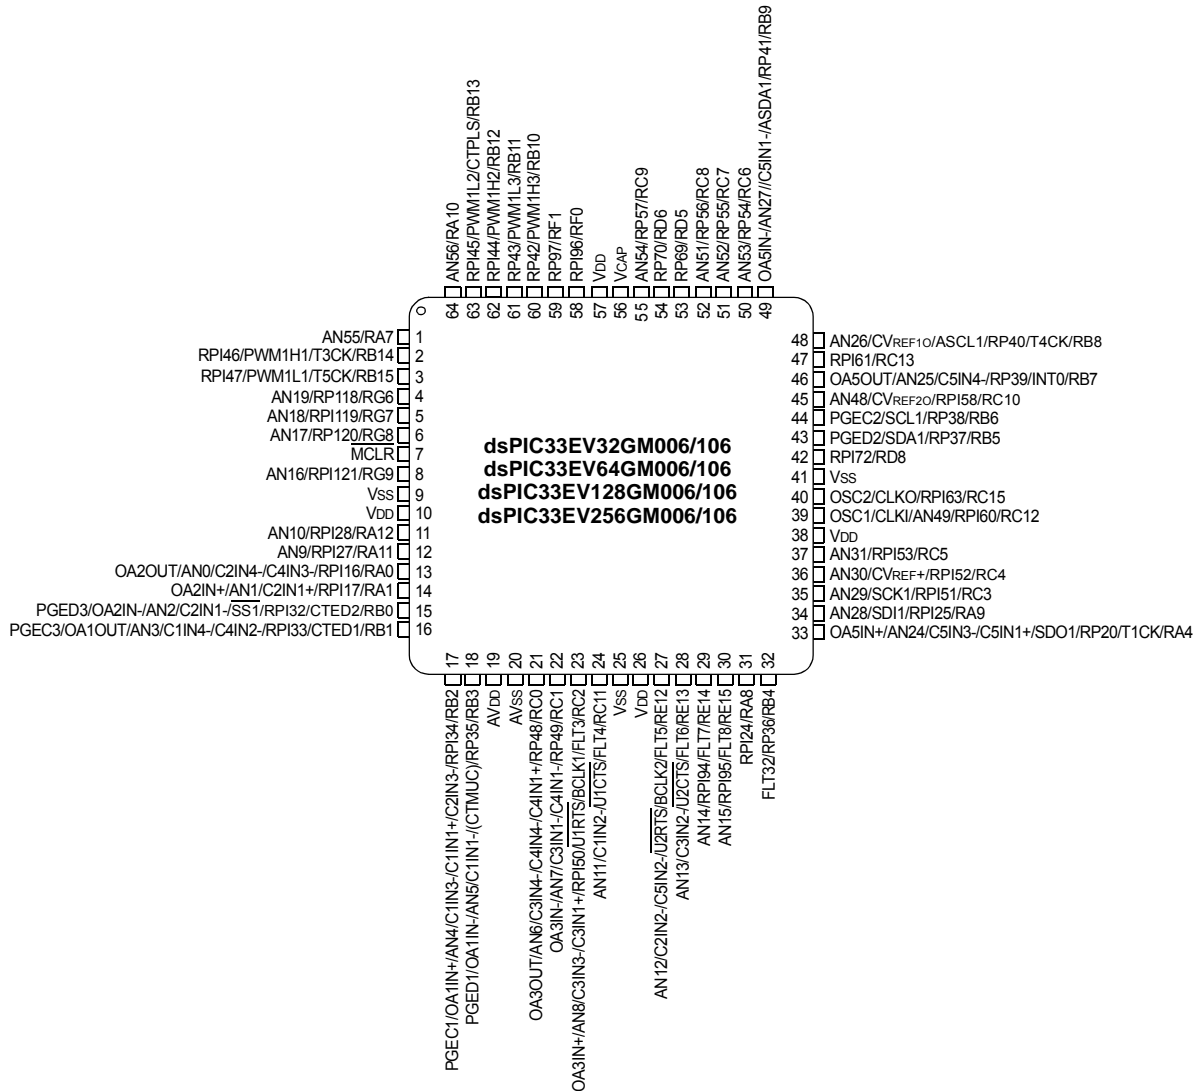 AN56/RA10
RPI45/PWM1L2/CTPLS/RB13
RPI44/PWM1H2/RB12
RP43/PWM1L3/RB11
RP42/PWM1H3/RB10
RP97/RF1
RPI96/RF0
VDD
VCAP
AN54/RP57/RC9
RP70/RD6
RP69/RD5
AN51/RP56/RC8
AN52/RP55/RC7
AN53/RP54/RC6
OA5IN-/AN27//C5IN1-/ASDA1/RP41/RB9
64
63
62
61
60
59
58
57
56
55
54
53
52
51
50
49
AN55/RA7 1
RPI46/PWM1H1/T3CK/RB14 2
RPI47/PWM1L1/T5CK/RB15 3
AN19/RP118/RG6 4
AN18/RPI119/RG7 5
AN17/RP120/RG8 6
MCLR 7
AN16/RPI121/RG9 8
VSS 9
VDD 10
AN10/RPI28/RA12 11
AN9/RPI27/RA11 12
OA2OUT/AN0/C2IN4-/C4IN3-/RPI16/RA0 13
OA2IN+/AN1/C2IN1+/RPI17/RA1 14
PGED3/OA2IN-/AN2/C2IN1-/SS1/RPI32/CTED2/RB0 15
PGEC3/OA1OUT/AN3/C1IN4-/C4IN2-/RPI33/CTED1/RB1 16
dsPIC33EV32GM006/106
dsPIC33EV64GM006/106
dsPIC33EV128GM006/106
dsPIC33EV256GM006/106
48 AN26/CVREF1O/ASCL1/RP40/T4CK/RB8
47 RPI61/RC13
46 OA5OUT/AN25/C5IN4-/RP39/INT0/RB7
45 AN48/CVREF2O/RPI58/RC10
44 PGEC2/SCL1/RP38/RB6
43 PGED2/SDA1/RP37/RB5
42 RPI72/RD8
41 VSS
40 OSC2/CLKO/RPI63/RC15
39 OSC1/CLKI/AN49/RPI60/RC12
38 VDD
37 AN31/RPI53/RC5
36 AN30/CVREF+/RPI52/RC4
35 AN29/SCK1/RPI51/RC3
34 AN28/SDI1/RPI25/RA9
33 OA5IN+/AN24/C5IN3-/C5IN1+/SDO1/RP20/T1CK/RA4
17
18
19
20
21
22
23
24
25
26
27
28
29
30
31
32
PGEC1/OA1IN+/AN4/C1IN3-/C1IN1+/C2IN3-/RPI34/RB2
PGED1/OA1IN-/AN5/C1IN1-/(CTMUC)/RP35/RB3
AVDD
AVSS
OA3OUT/AN6/C3IN4-/C4IN4-/C4IN1+/RP48/RC0
OA3IN-/AN7/C3IN1-/C4IN1-/RP49/RC1
OA3IN+/AN8/C3IN3-/C3IN1+/RPI50/U1RTS/BCLK1/FLT3/RC2
AN11/C1IN2-/U1CTS/FLT4/RC11
VSS
VDD
AN12/C2IN2-/C5IN2-/U2RTS/BCLK2/FLT5/RE12
AN13/C3IN2-/U2CTS/FLT6/RE13
AN14/RPI94/FLT7/RE14
AN15/RPI95/FLT8/RE15
RPI24/RA8
FLT32/RP36/RB4